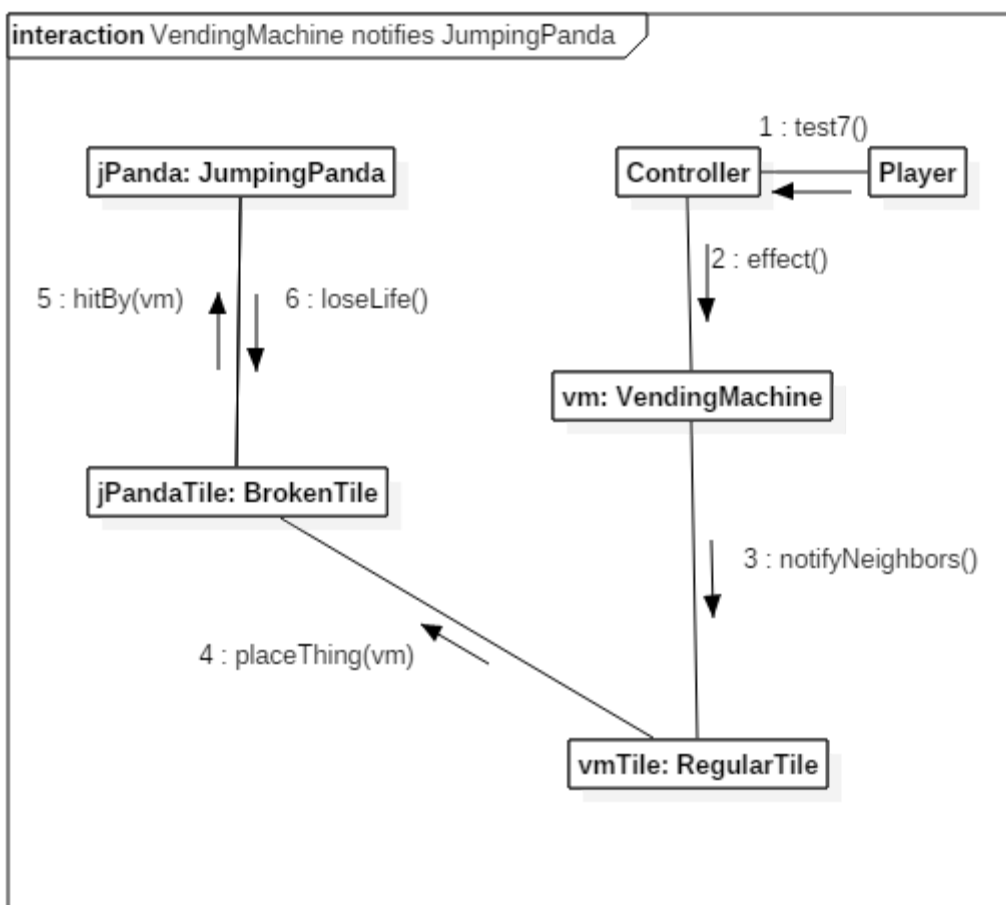 interaction VendingMachine notifies JumpingPanda
1 : test7()
jPanda: JumpingPanda
Controller
Player
2 : effect()
5 : hitBy(vm)
6 : loseLife()
vm: VendingMachine
jPandaTile: BrokenTile
3 : notifyNeighbors()
4 : placeThing(vm)
vmTile: RegularTile